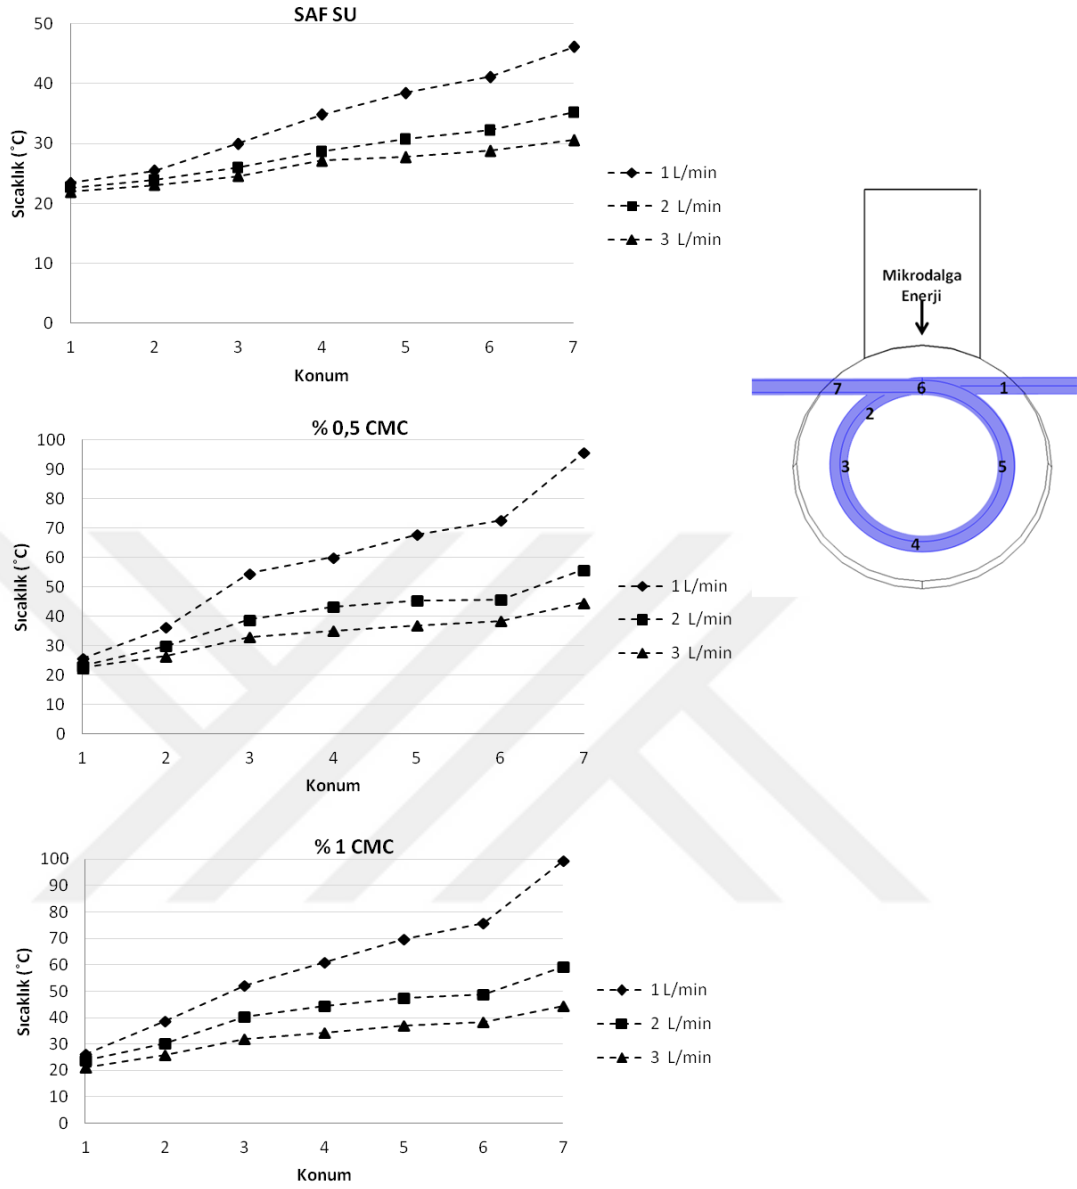 SAF SU
50
40
30
20
10
0
Sıcaklık (˚C)
1 2 3 4 5 6 7
Konum
1 L/min
2 L/min
3 L/min
Mikrodalga
Enerji
7 6 1
2
3 5
4
% 0,5 CMC
100
90
80
70
60
50
40
30
20
10
0
Sıcaklık (˚C)
1 2 3 4 5 6 7
Konum
1 L/min
2 L/min
3 L/min
% 1 CMC
100
90
80
70
60
50
40
30
20
10
0
Sıcaklık (˚C)
1 2 3 4 5 6 7
Konum
1 L/min
2 L/min
3 L/min